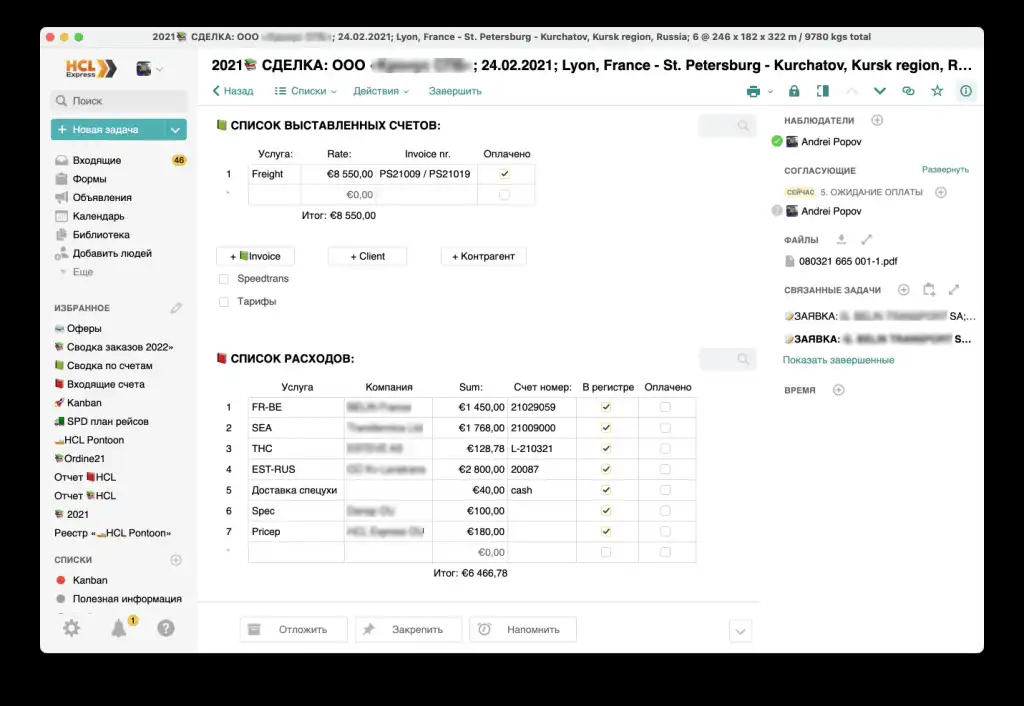 2021 СДЕЛКА: ООО ; 24.02.2021; Lyon, France - St. Petersburg - Kurchatov, Kursk region, Russia; 6 @ 246 x 182 x 322 m / 9780 kgs total
HCL
Express
2021 СДЕЛКА: ООО ; 24.02.2021; Lyon, France - St. Petersburg - Kurchatov, Kursk region, R...
Поиск
+ Новая задача
Входящие 46
Формы
Объявления
Календарь
Библиотека
Добавить людей
Еще
ИЗБРАННОЕ
Оферы
Сводка заказов 2022»
Сводка по счетам
Входящие счета
Kanban
SPD план рейсов
HCL Pontoon
Ordine21
Отчет HCL
Отчет HCL
2021
Реестр «HCL Pontoon»
СПИСКИ
Kanban
Полезная информация
1
Назад Списки Действия Завершить
СПИСОК ВЫСТАВЛЕННЫХ СЧЕТОВ:
Услуга: Rate: Invoice nr. Оплачено
1 Freight €8 550,00 PS21009 / PS21019
* €0,00
Итог: €8 550,00
+ Invoice + Client + Контрагент
Speedtrans
Тарифы
СПИСОК РАСХОДОВ:
Услуга Компания Sum: Счет номер: В регистре Оплачено
1 FR-BE €1 450,00 21029059
2 SEA €1 768,00 21009000
3 THC €128,78 L-210321
4 EST-RUS €2 800,00 20087
5 Доставка спецухи €40,00 cash
6 Spec €100,00
7 Pricep €180,00
* €0,00
Итог: €6 466,78
Отложить Закрепить Напомнить
НАБЛЮДАТЕЛИ
Andrei Popov
СОГЛАСУЮЩИЕ Развернуть
СЕЙЧАС 5. ОЖИДАНИЕ ОПЛАТЫ
Andrei Popov
ФАЙЛЫ
080321 665 001-1.pdf
СВЯЗАННЫЕ ЗАДАЧИ
ЗАЯВКА: SA;...
ЗАЯВКА: S...
Показать завершенные
ВРЕМЯ